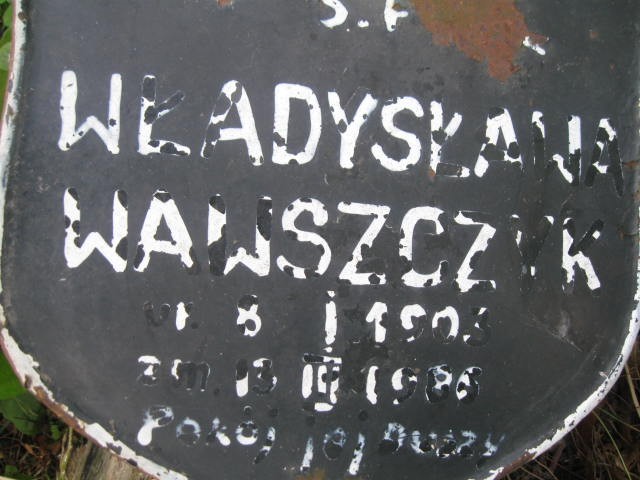 Ś.P
WŁADYSŁAWA
WAWSZCZYK
ur. 8 I 1903
zm. 13 III 1986
Pokój jej Duszy